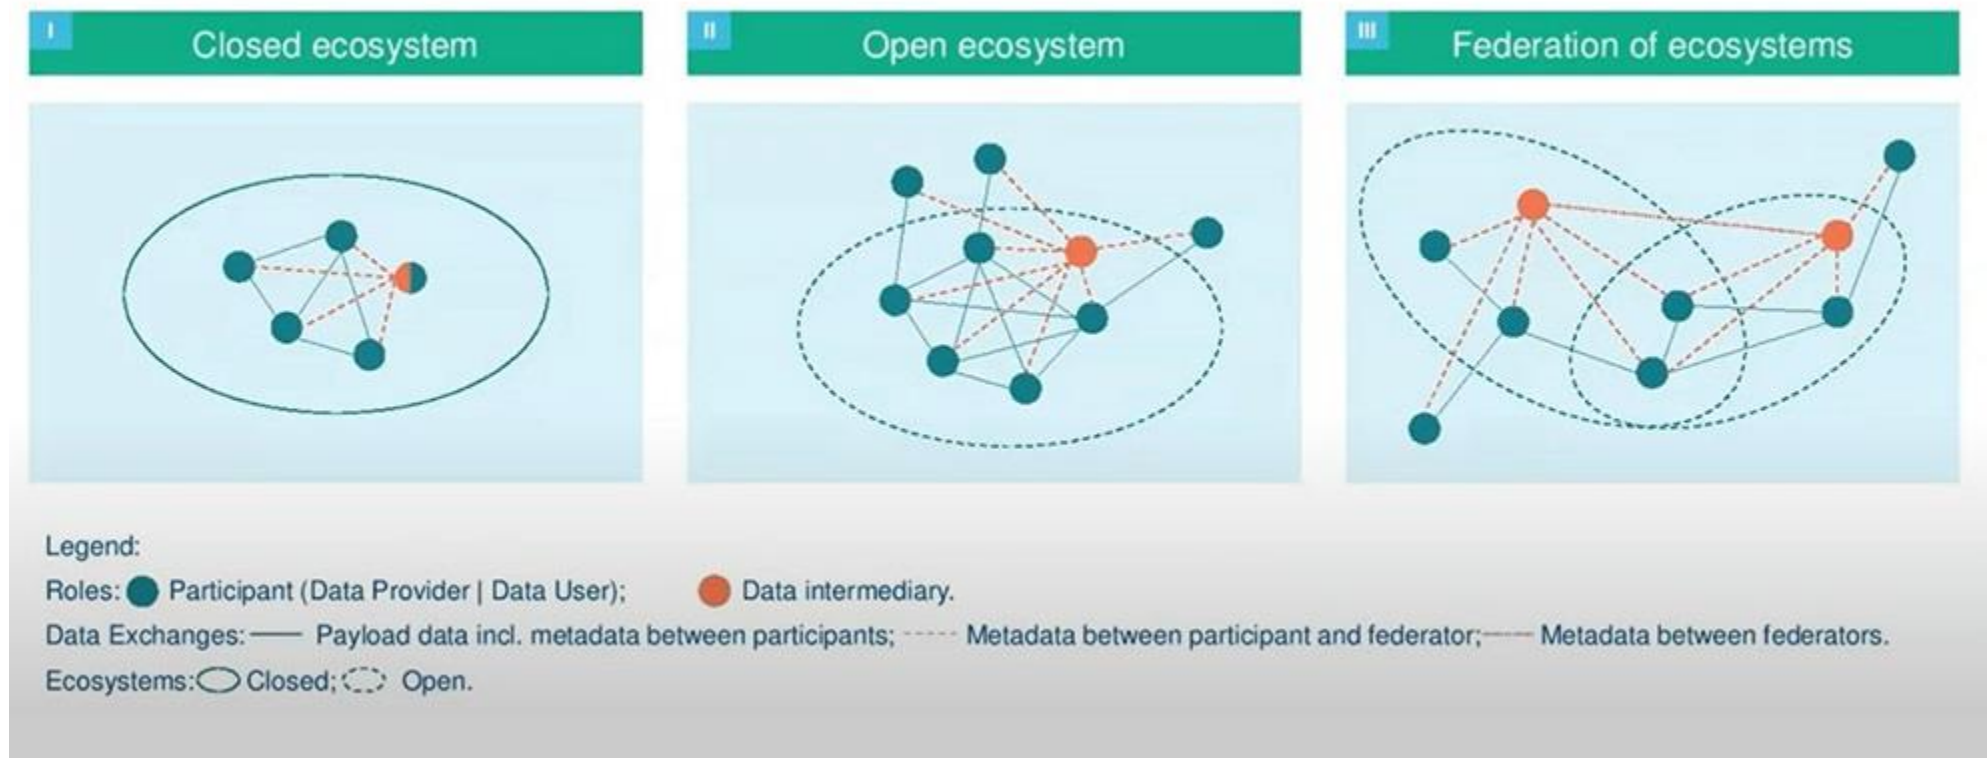 I
Closed ecosystem
II
Open ecosystem
III
Federation of ecosystems
Legend:
Roles: Participant (Data Provider | Data User); Data intermediary.
Data Exchanges: Payload data incl. metadata between participants; Metadata between participant and federator; Metadata between federators.
Ecosystems: Closed; Open.